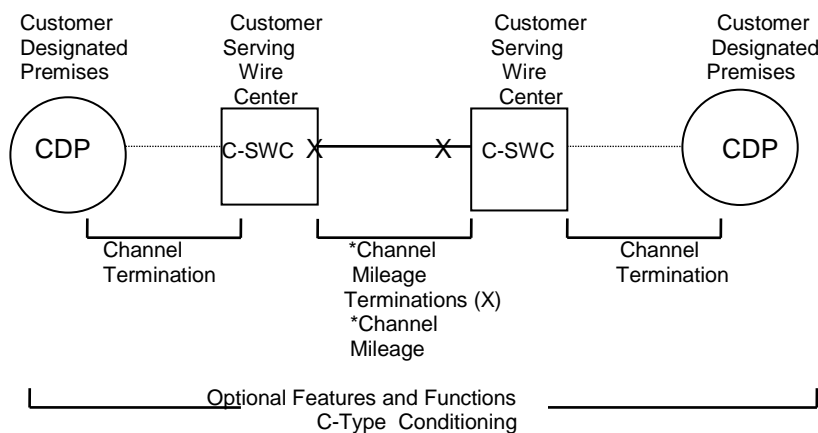 Customer
Designated
Premises
Customer
Serving
Wire
Center
Customer
Serving
Wire
Center
Customer
Designated
Premises
CDP
C-SWC
X
X
C-SWC
CDP
Channel
Termination
*Channel
Mileage
Terminations (X)
*Channel
Mileage
Channel
Termination
Optional Features and Functions
C-Type Conditioning